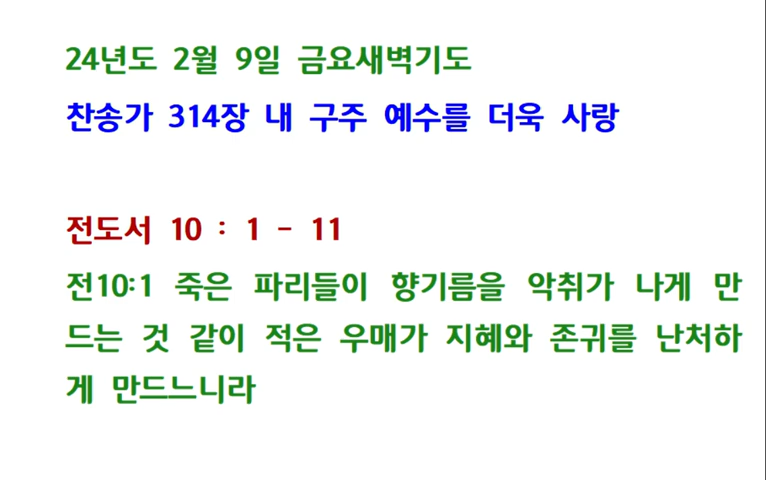 24년도 2월 9일 금요새벽기도
찬송가 314장 내 구주 예수를 더욱 사랑
전도서 10 : 1 - 11
전10:1 죽은 파리들이 향기름을 악취가 나게 만
드는 것 같이 적은 우매가 지혜와 존귀를 난처하
게 만드느니라